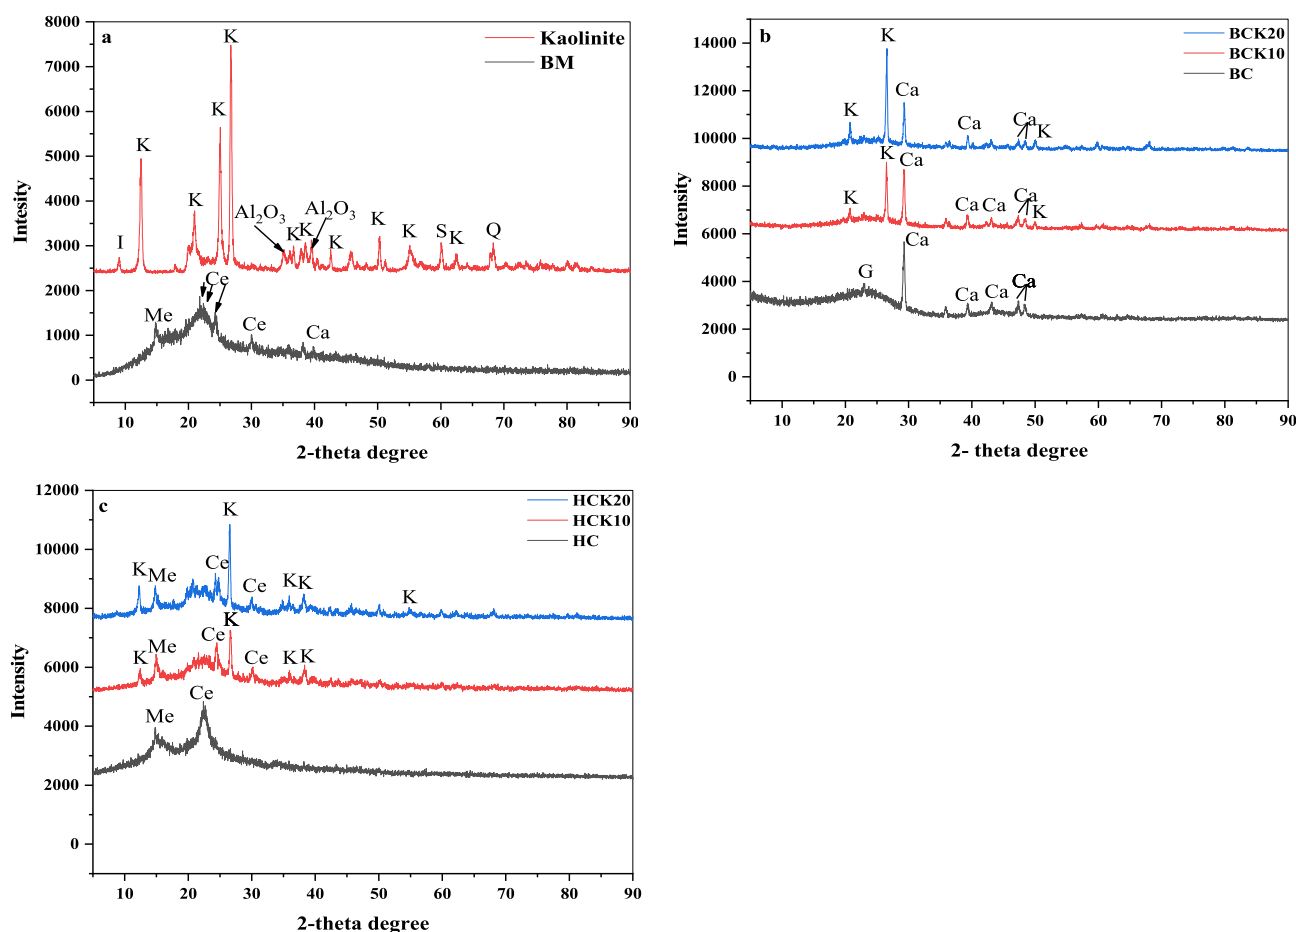 a
Kaolinite
BM
8000
7000
6000
5000
4000
3000
2000
1000
0
Intesity
I
K
K
K
K
Al2O3
K
K
Al2O3
K
K
K
S
K
Q
Me
Ce
Ce
Ca
10 20 30 40 50 60 70 80 90
2-theta degree
b
BCK20
BCK10
BC
14000
12000
10000
8000
6000
4000
2000
0
Intensity
K
K
Ca
Ca
Ca
K
K
K
Ca
Ca
Ca
Ca
K
G
Ca
Ca
Ca
Ca
10 20 30 40 50 60 70 80 90
2- theta degree
c
HCK20
HCK10
HC
12000
10000
8000
6000
4000
2000
0
Intensity
K
Me
Ce
K
Ce
K
K
K
K
Me
Ce
K
Ce
K
K
Me
Ce
10 20 30 40 50 60 70 80 90
2-theta degree